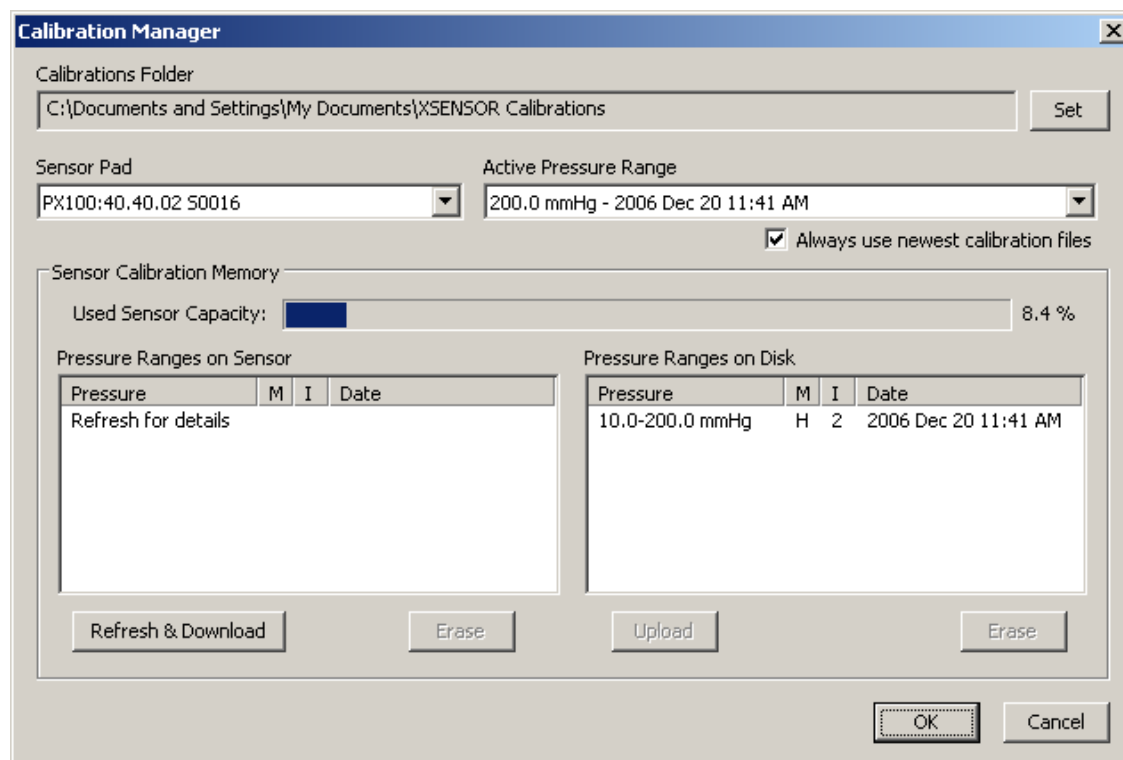 Calibration Manager
Calibrations Folder
C:\Documents and Settings\My Documents\XSENSOR Calibrations
Set
Sensor Pad
Active Pressure Range
PX100:40.40.02 S0016
200.0 mmHg - 2006 Dec 20 11:41 AM
Always use newest calibration files
Sensor Calibration Memory
Used Sensor Capacity:
8.4 %
Pressure Ranges on Sensor
Pressure Ranges on Disk
Pressure M I Date
Pressure M I Date
Refresh for details
10.0-200.0 mmHg H 2 2006 Dec 20 11:41 AM
Refresh & Download
Erase
Upload
Erase
OK
Cancel